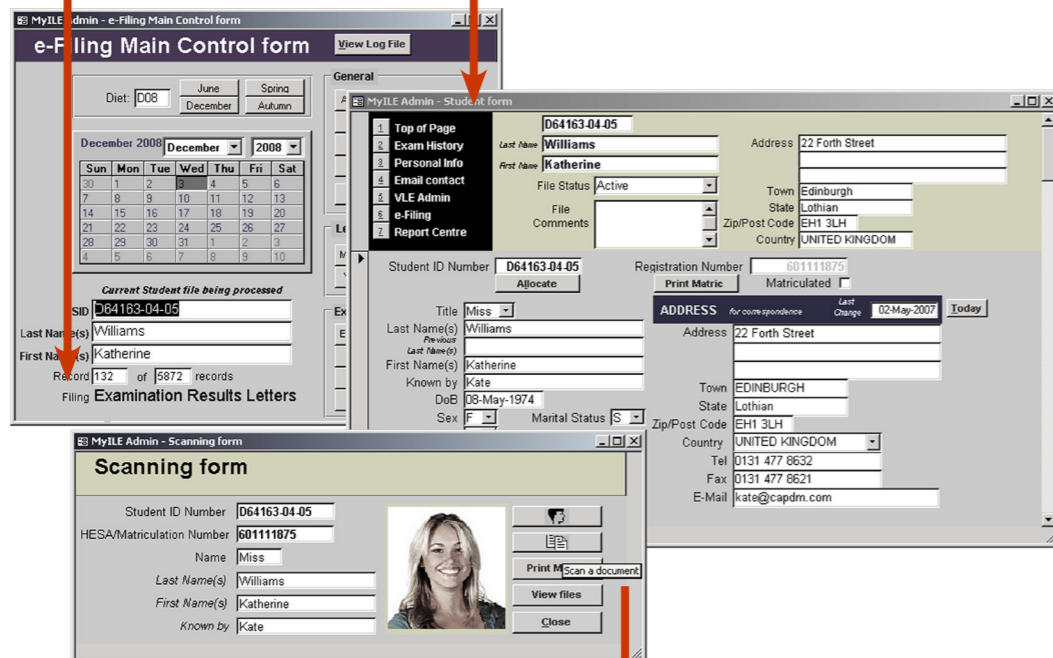 MyILE Admin - e-Filing Main Control form
e-Filing Main Control form
View Log File
Diet: D08
June
Spring
December
Autumn
General
December 2008 December 2008
Sun Mon Tue Wed Thu Fri Sat
30 1 2 3 4 5 6
7 8 9 10 11 12 13
14 15 16 17 18 19 20
21 22 23 24 25 26 27
28 29 30 31 1 2 3
4 5 6 7 8 9 10
Current Student file being processed
SID D64163-04-05
Last Name(s) Williams
First Name(s) Katherine
Record 132 of 5872 records
Filing Examination Results Letters
MyILE Admin - Student form
1 Top of Page
2 Exam History
3 Personal Info
4 Email contact
5 VLE Admin
6 e-Filing
7 Report Centre
D64163-04-05
Last Name Williams
First Name Katherine
File Status Active
File
Comments
Address 22 Forth Street
Town Edinburgh
State Lothian
Zip/Post Code EH1 3LH
Country UNITED KINGDOM
Student ID Number D64163-04-05
Allocate
Registration Number 601111875
Print Matric Matriculated
Title Miss
Last Name(s) Williams
Previous
Last Name(s)
First Name(s) Katherine
Known by Kate
DoB 08-May-1974
Sex F Marital Status S
ADDRESS for correspondence Last
Change 02-May-2007 Today
Address 22 Forth Street
Town EDINBURGH
State Lothian
Zip/Post Code EH1 3LH
Country UNITED KINGDOM
Tel 0131 477 8632
Fax 0131 477 8621
E-Mail kate@capdm.com
MyILE Admin - Scanning form
Scanning form
Student ID Number D64163-04-05
HESA/Matriculation Number 601111875
Name Miss
Last Name(s) Williams
First Name(s) Katherine
Known by Kate
Print M
Scan a document
View files
Close